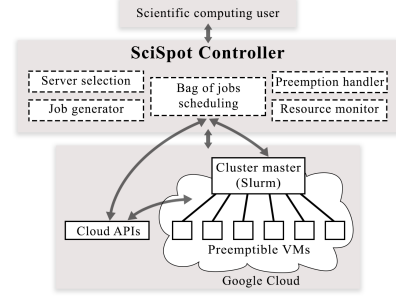 Scientific computing user
SciSpot Controller
Server selection
Bag of jobs
scheduling
Preemption handler
Job generator
Resource monitor
Cluster master
(Slurm)
Cloud APIs
Preemptible VMs
Google Cloud